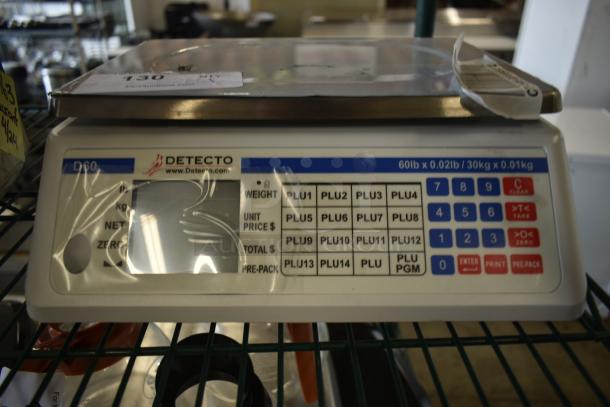 130
D60
DETECTO
www.Detecto.com
60lb x 0.02lb / 30kg x 0.01kg
lb
kg
NET
ZERO
WEIGHT
UNIT
PRICE $
TOTAL $
PRE-PACK
PLU1 PLU2 PLU3 PLU4
PLU5 PLU6 PLU7 PLU8
PLU9 PLU10 PLU11 PLU12
PLU13 PLU14 PLU PLU
PGM
7 8 9 C
CLEAR
4 5 6 >T<
TARE
1 2 3 >0<
ZERO
0 ENTER PRINT PRE-PACK